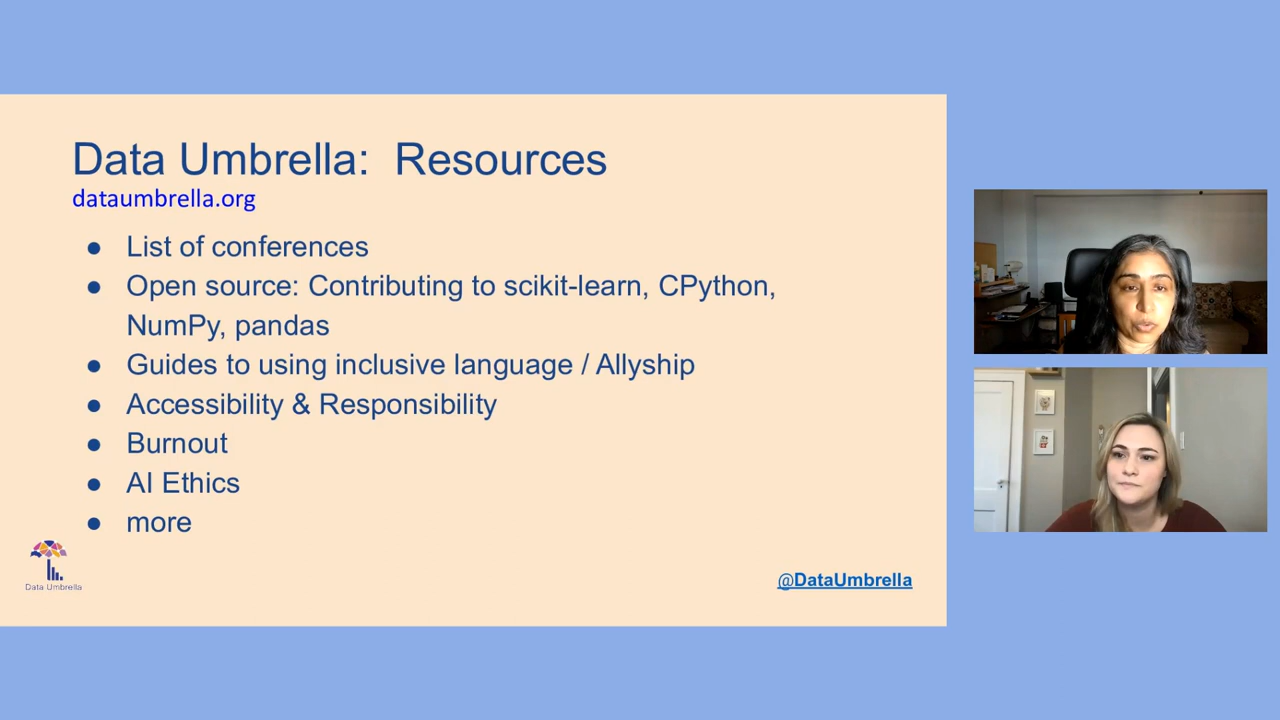 Data Umbrella:  Resources
dataumbrella.org
● List of conferences
● Open source: Contributing to scikit-learn, CPython,
NumPy, pandas
● Guides to using inclusive language / Allyship
● Accessibility & Responsibility
● Burnout
● AI Ethics
● more
Data Umbrella
@DataUmbrella